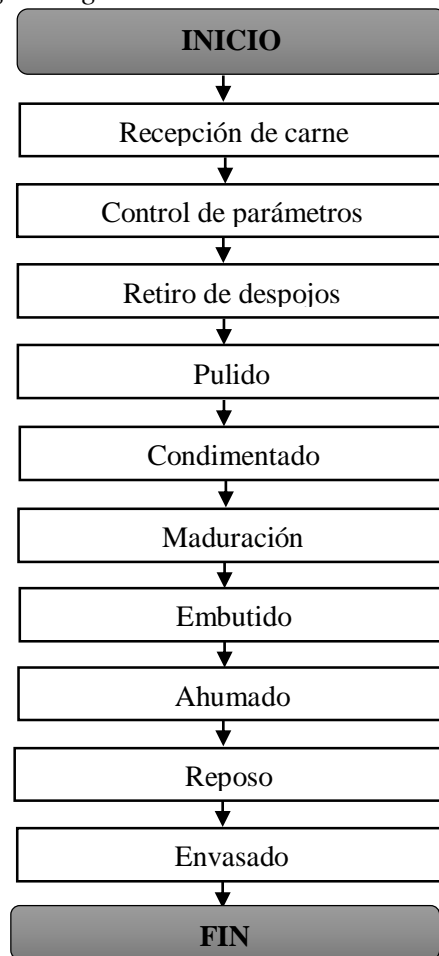 INICIO
Recepción de carne
Control de parámetros
Retiro de despojos
Pulido
Condimentado
Maduración
Embutido
Ahumado
Reposo
Envasado
FIN